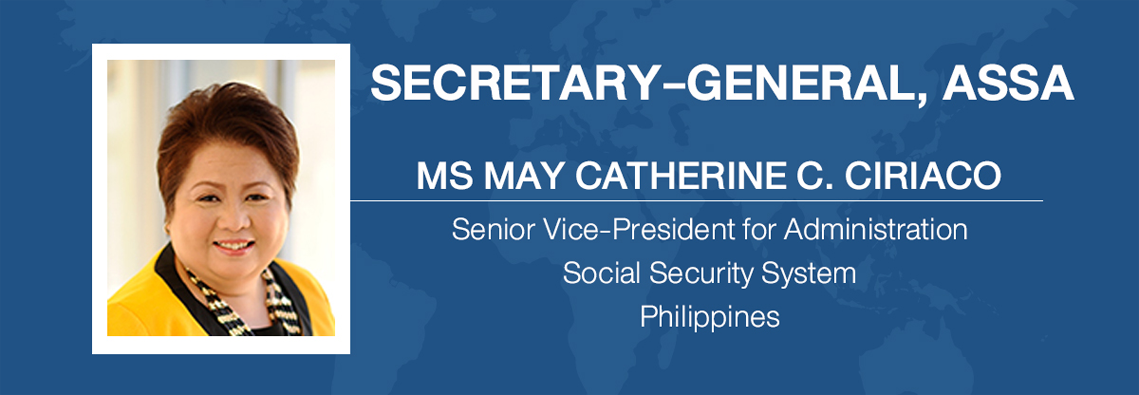 SECRETARY-GENERAL, ASSA
MS MAY CATHERINE C. CIRIACO
Senior Vice-President for Administration
Social Security System
Philippines